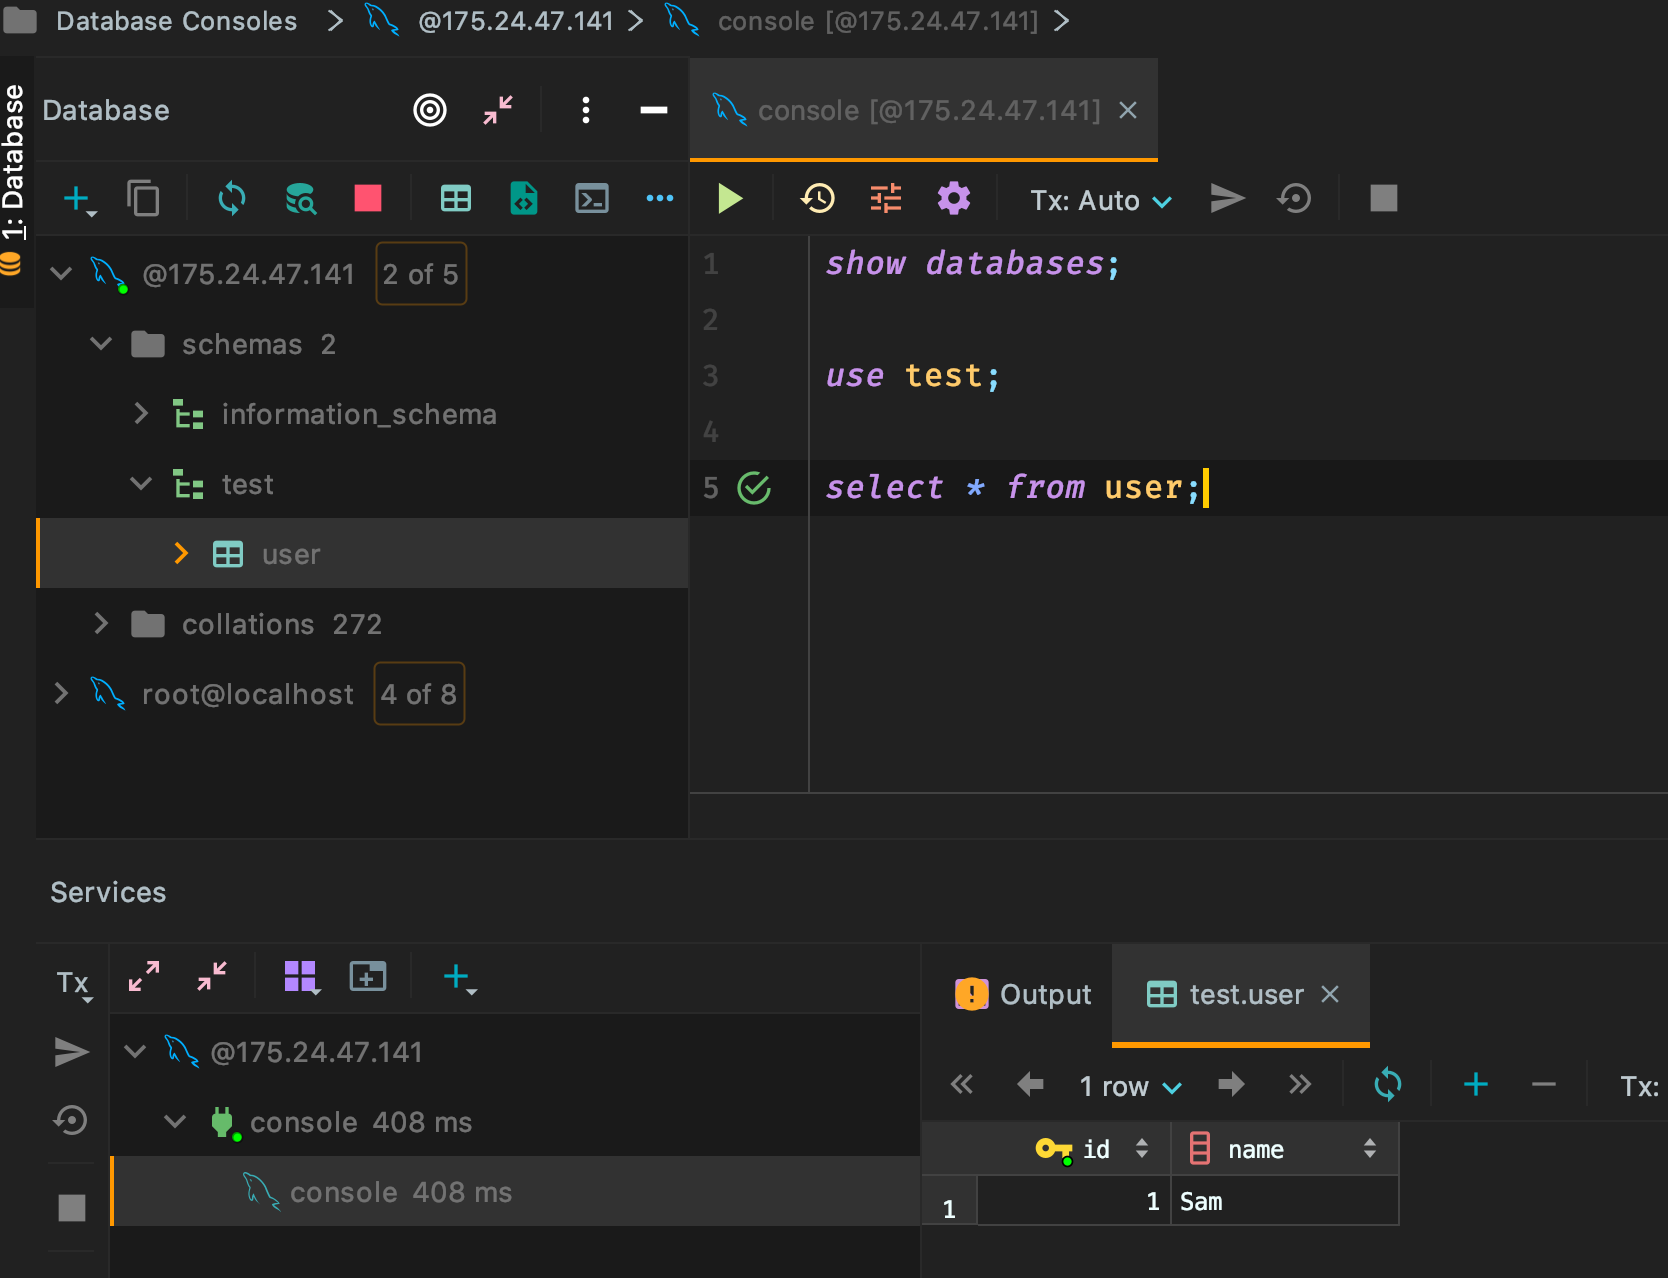 Database Consoles > @175.24.47.141 > console [@175.24.47.141] >
1: Database
Database
console [@175.24.47.141]
Tx: Auto
@175.24.47.141 2 of 5
schemas 2
information_schema
test
user
collations 272
root@localhost 4 of 8
1 show databases;
2
3 use test;
4
5 select * from user;
Services
Tx
@175.24.47.141
console 408 ms
console 408 ms
Output
test.user
1 row
Tx:
id name
1 1 Sam